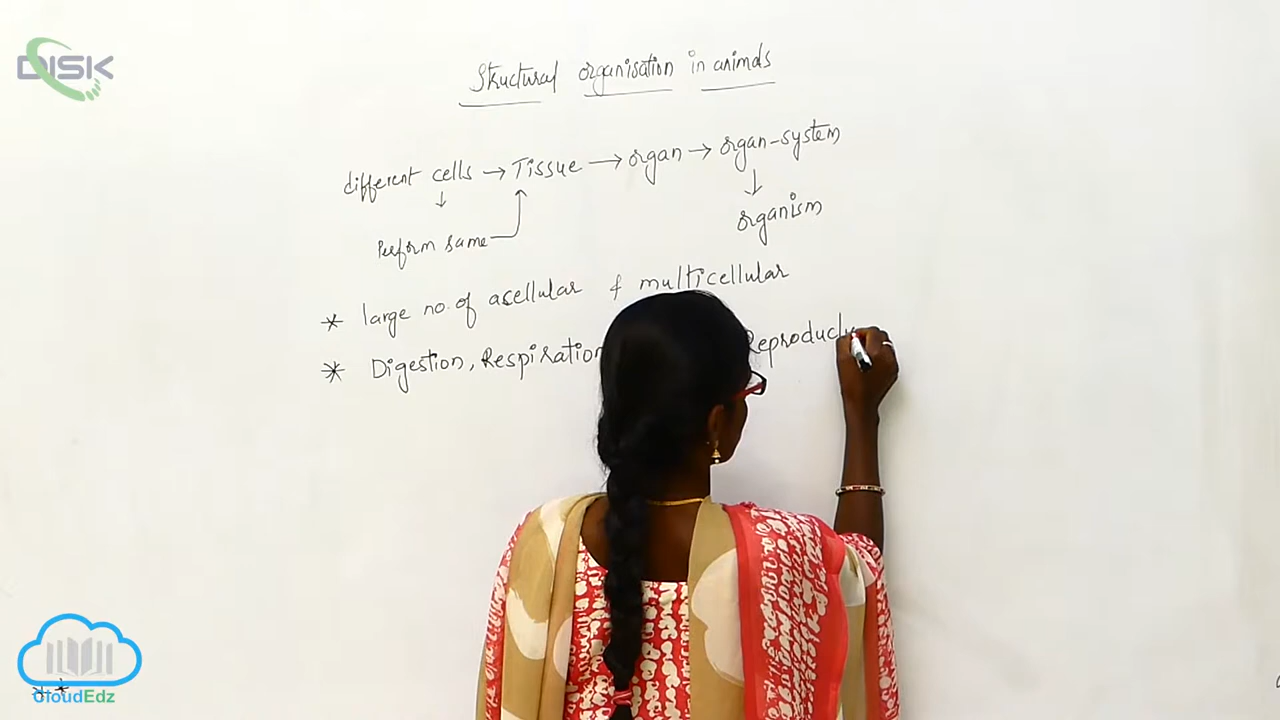 DISK
Structural organisation in animals
different cells → Tissue → organ → organ-system
↓
↓
Perform same
organism
* large no. of acellular & multicellular
* Digestion, Respiration Reproducti
CloudEdz